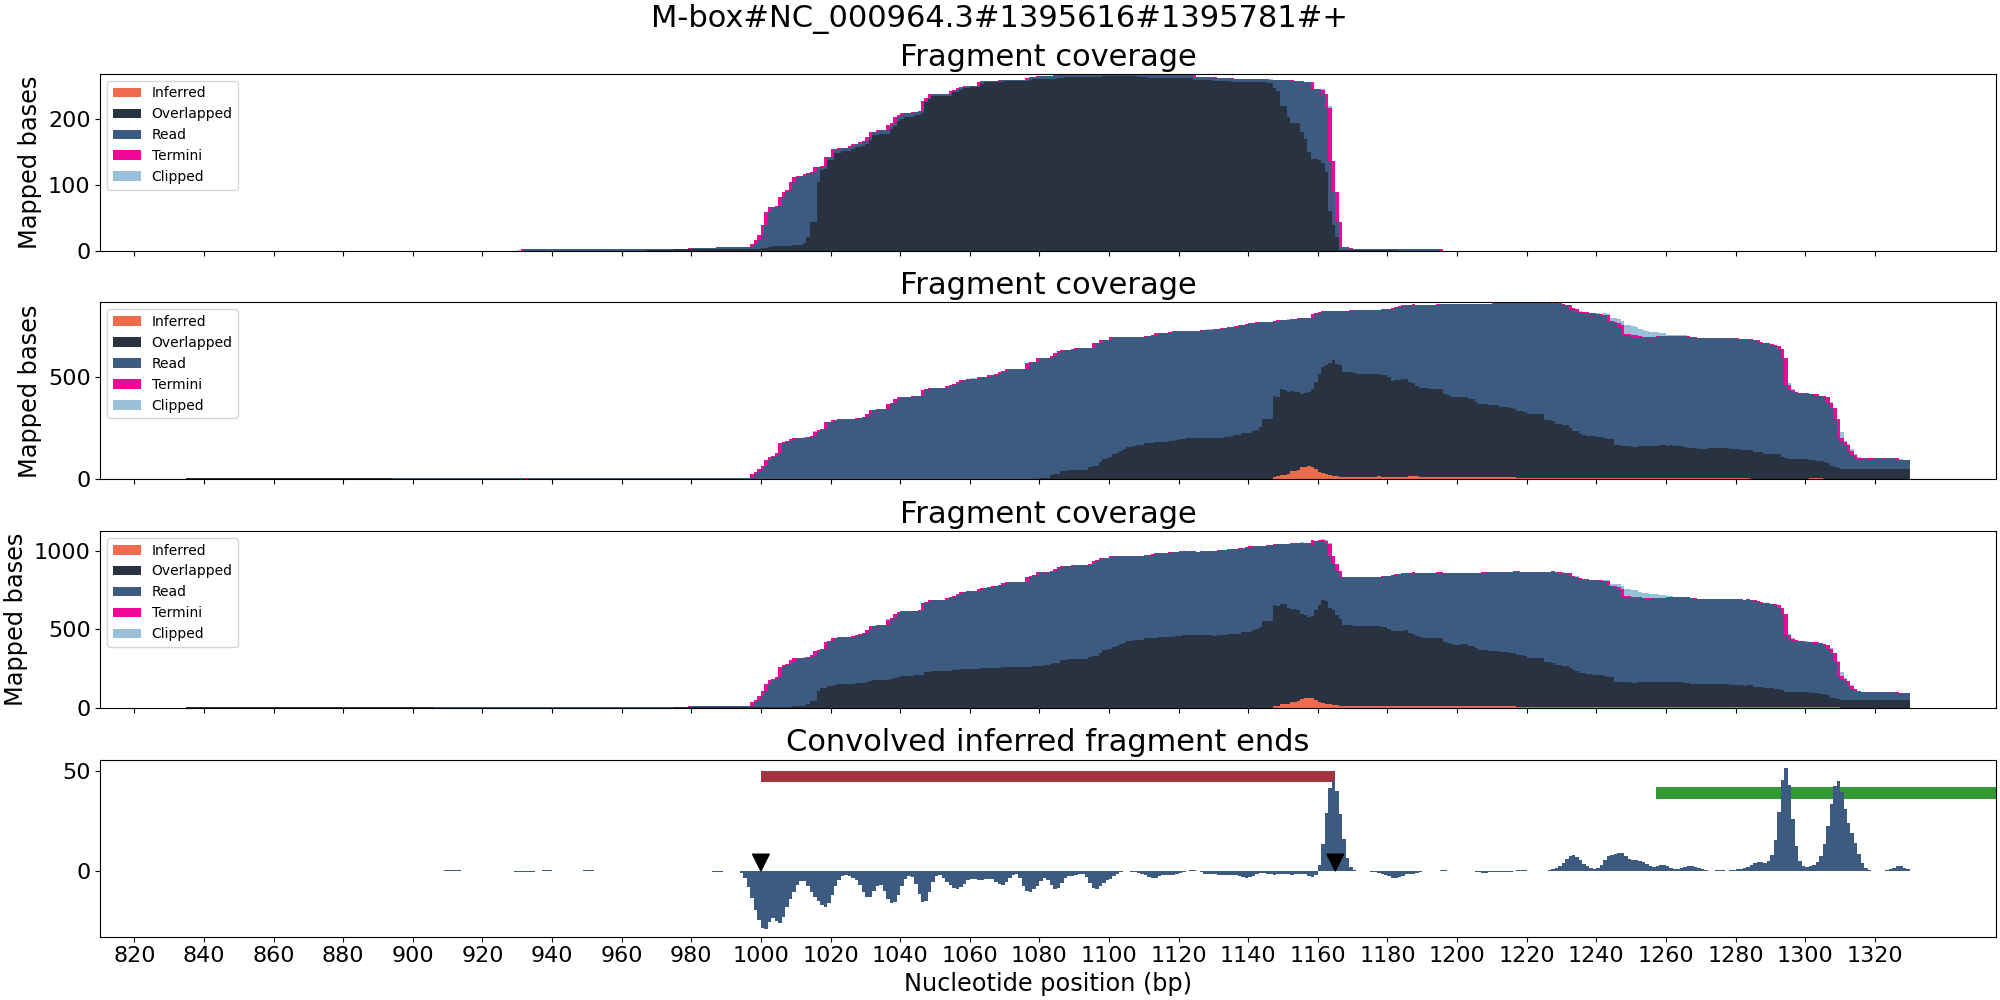 M-box#NC_000964.3#1395616#1395781#+
Fragment coverage
Mapped bases
200
100
0
Inferred
Overlapped
Read
Termini
Clipped
Fragment coverage
Mapped bases
500
0
Inferred
Overlapped
Read
Termini
Clipped
Fragment coverage
Mapped bases
1000
500
0
Inferred
Overlapped
Read
Termini
Clipped
Convolved inferred fragment ends
50
0
820 840 860 880 900 920 940 960 980 1000 1020 1040 1060 1080 1100 1120 1140 1160 1180 1200 1220 1240 1260 1280 1300 1320
Nucleotide position (bp)